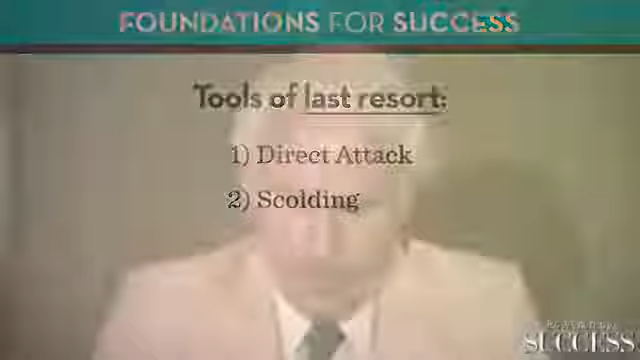 FOUNDATIONS FOR SUCCESS
Tools of last resort:
1) Direct Attack
2) Scolding
SUCCESS